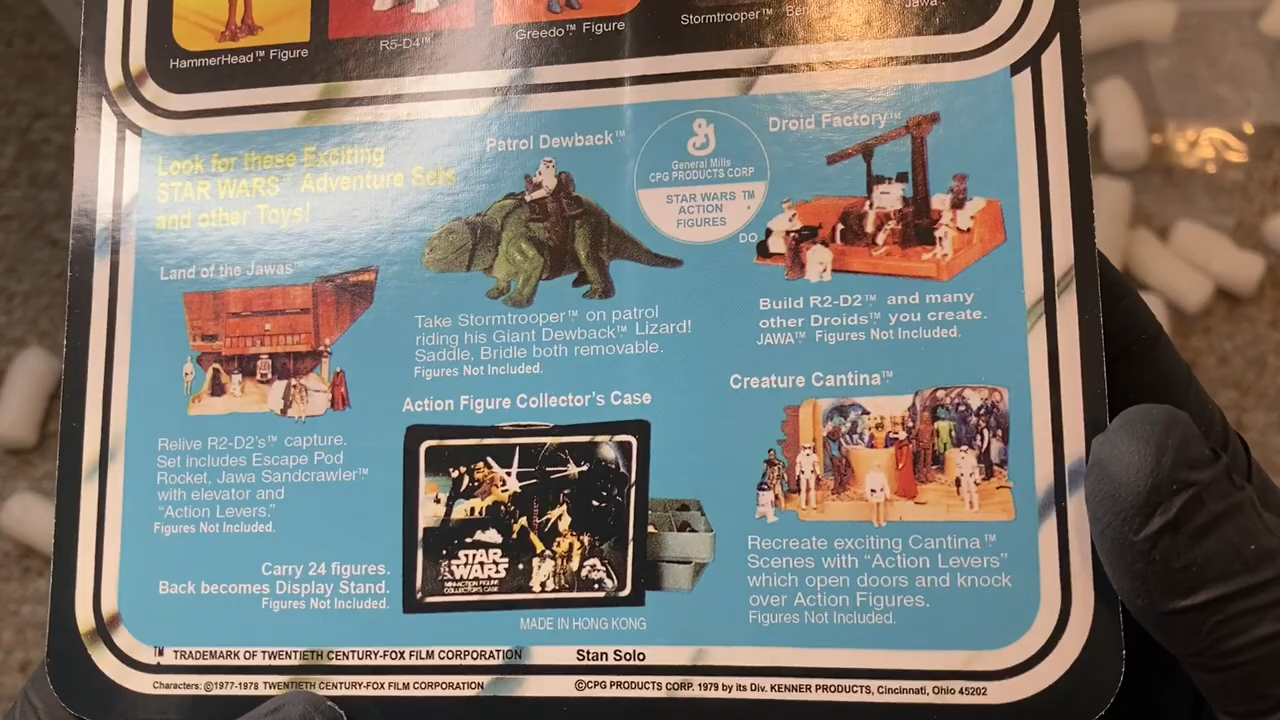 HammerHead™ Figure
R5-D4™
Greedo™ Figure
Stormtrooper™
Jawa
Look for these Exciting
STAR WARS™ Adventure Sets
and other Toys!
Patrol Dewback™
General Mills
CPG PRODUCTS CORP
STAR WARS ™
ACTION
FIGURES
Droid Factory™
DO
Land of the Jawas™
Take Stormtrooper™ on patrol
riding his Giant Dewback™ Lizard!
Saddle, Bridle both removable.
Figures Not Included.
Build R2-D2™ and many
other Droids™ you create.
JAWA™ Figures Not Included.
Relive R2-D2's™ capture.
Set includes Escape Pod
Rocket, Jawa Sandcrawler™
with elevator and
“Action Levers.”
Figures Not Included.
Action Figure Collector's Case
STAR
WARS
MINI-ACTION FIGURE
COLLECTOR'S CASE
Carry 24 figures.
Back becomes Display Stand.
Figures Not Included.
Creature Cantina™
Recreate exciting Cantina™
Scenes with “Action Levers”
which open doors and knock
over Action Figures.
Figures Not Included.
MADE IN HONG KONG
™ TRADEMARK OF TWENTIETH CENTURY-FOX FILM CORPORATION
Stan Solo
Characters: ©1977-1978 TWENTIETH CENTURY-FOX FILM CORPORATION
©CPG PRODUCTS CORP. 1979 by its Div. KENNER PRODUCTS, Cincinnati, Ohio 45202